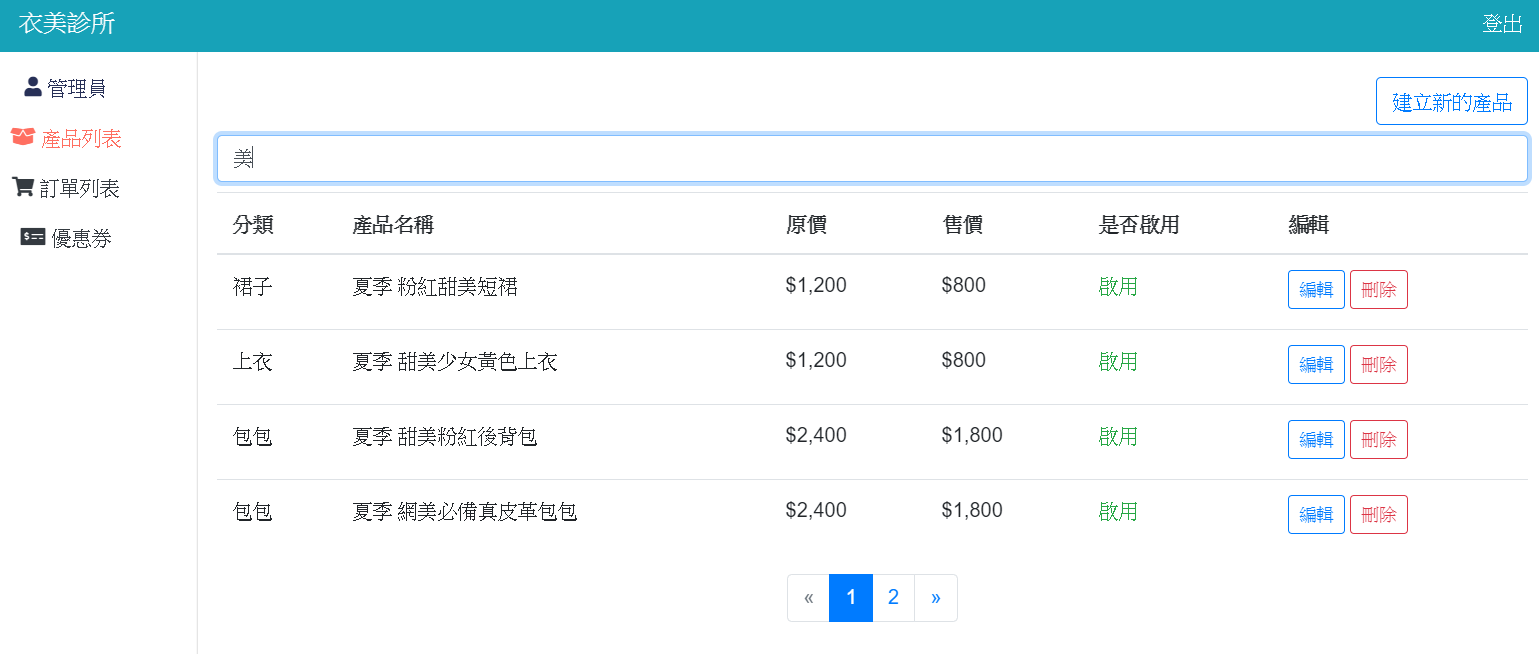 衣美診所 登出
管理員
產品列表
訂單列表
優惠券
建立新的產品
美
分類 產品名稱 原價 售價 是否啟用 編輯
裙子 夏季 粉紅甜美短裙 $1,200 $800 啟用 編輯 刪除
上衣 夏季 甜美少女黃色上衣 $1,200 $800 啟用 編輯 刪除
包包 夏季 甜美粉紅後背包 $2,400 $1,800 啟用 編輯 刪除
包包 夏季 網美必備真皮革包包 $2,400 $1,800 啟用 編輯 刪除
« 1 2 »